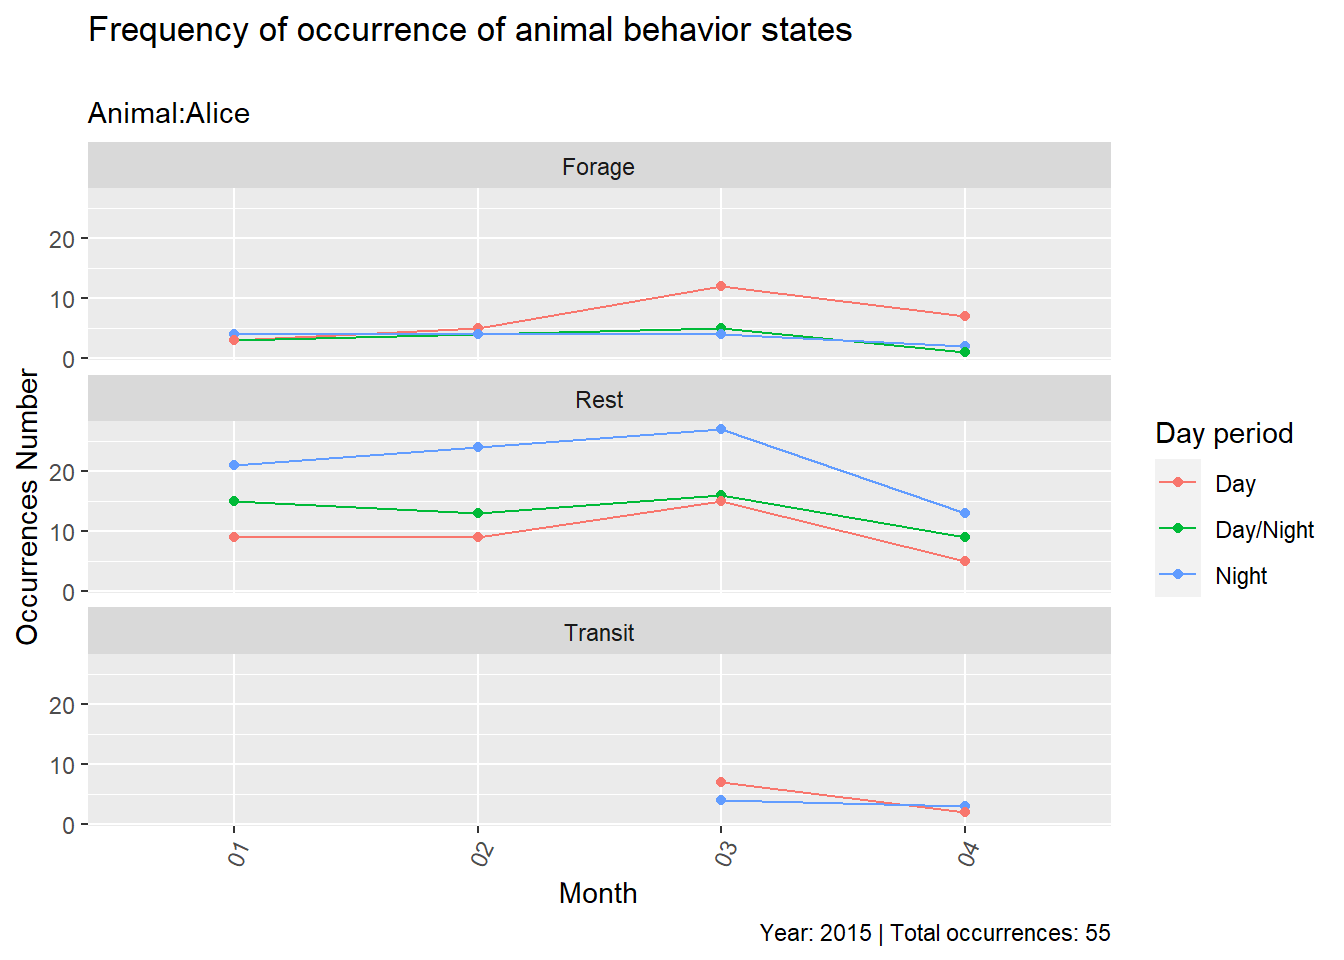 Frequency of occurrence of animal behavior states
Animal:Alice
Forage
20
10
0
Rest
20
10
0
Transit
20
10
0
01 02 03 04
Month
Occurrences Number
Day period
Day
Day/Night
Night
Year: 2015 | Total occurrences: 55